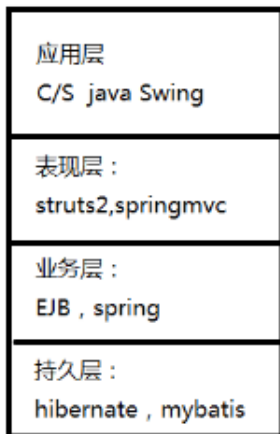 应用层
C/S java Swing
表现层：
struts2,springmvc
业务层：
EJB，spring
持久层：
hibernate，mybatis